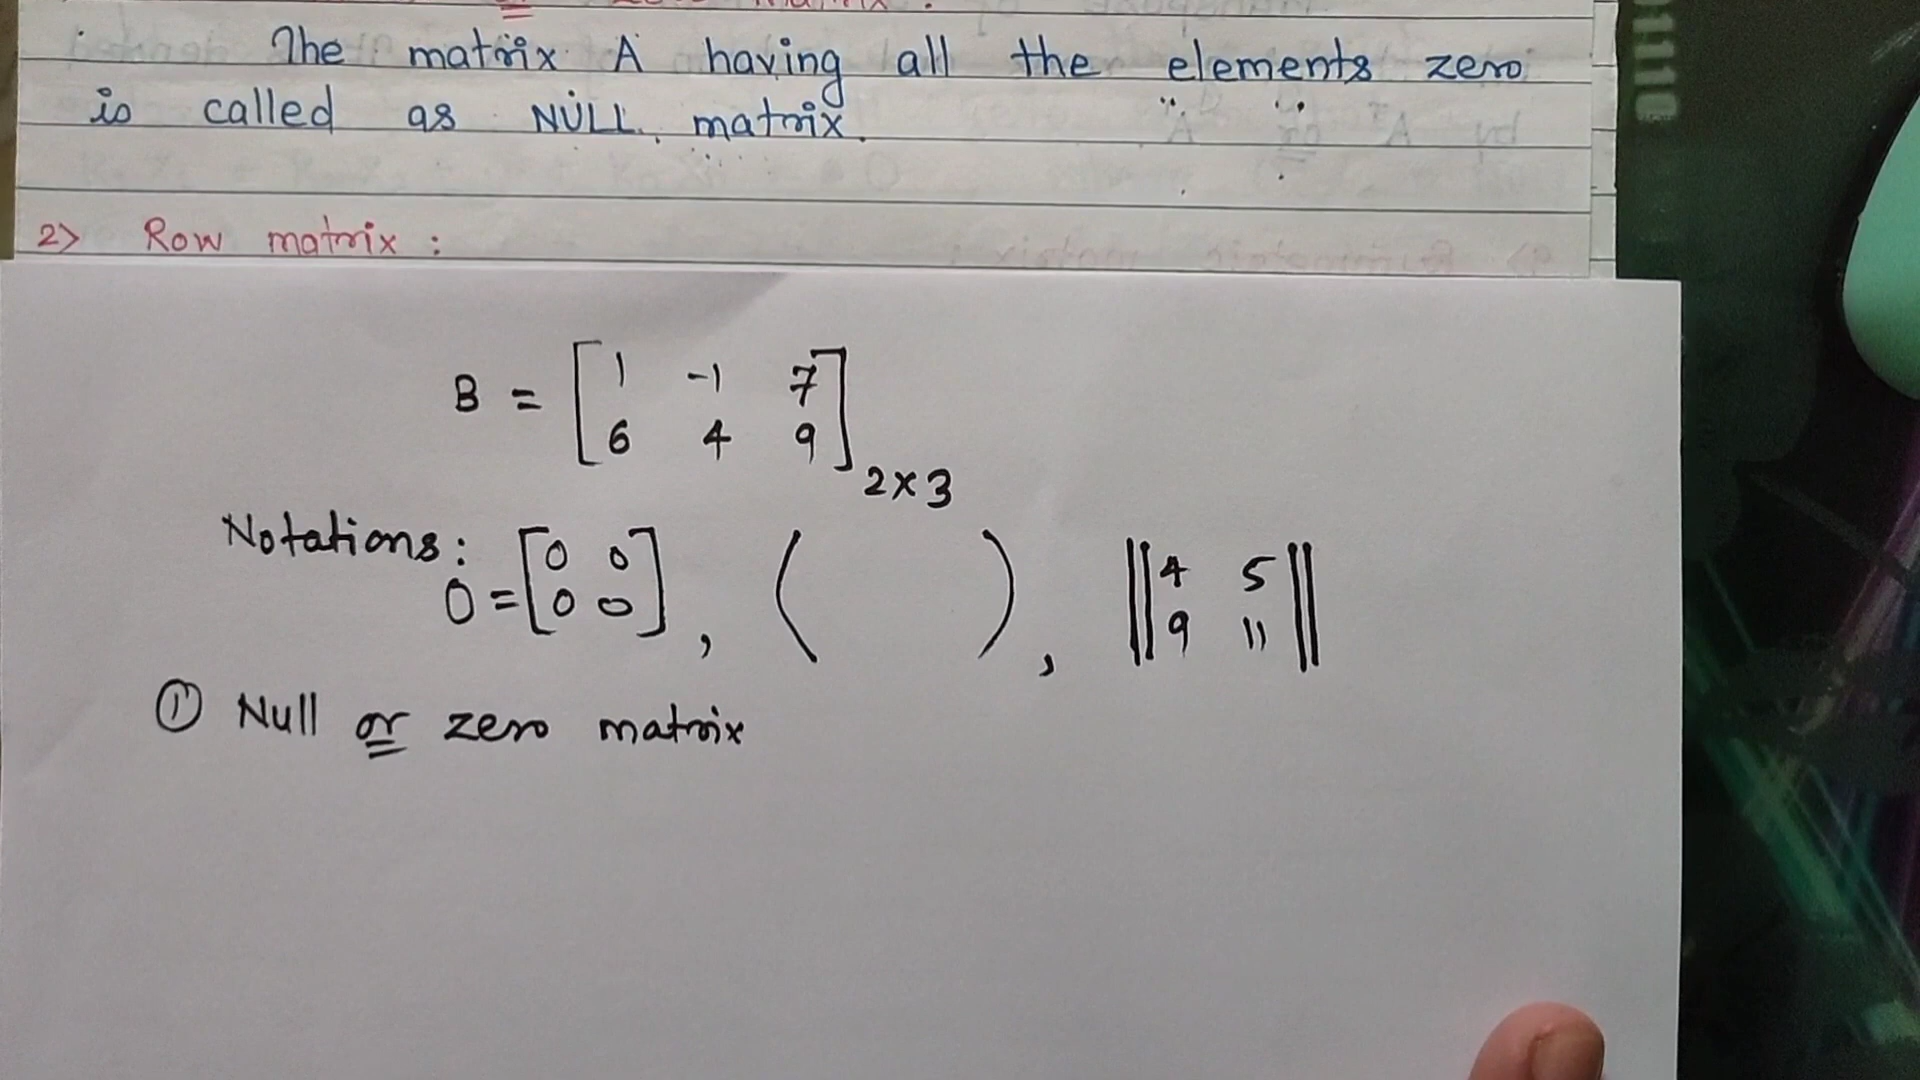 The matrix A having all the elements zero
is called as NULL matrix.
2> Row matrix :
B = [ 1 -1 7
6 4 9 ] 2×3
Notations :
O = [ 0 0
0 0 ] , ( ) , || 4 5
9 11 ||
① Null or zero matrix